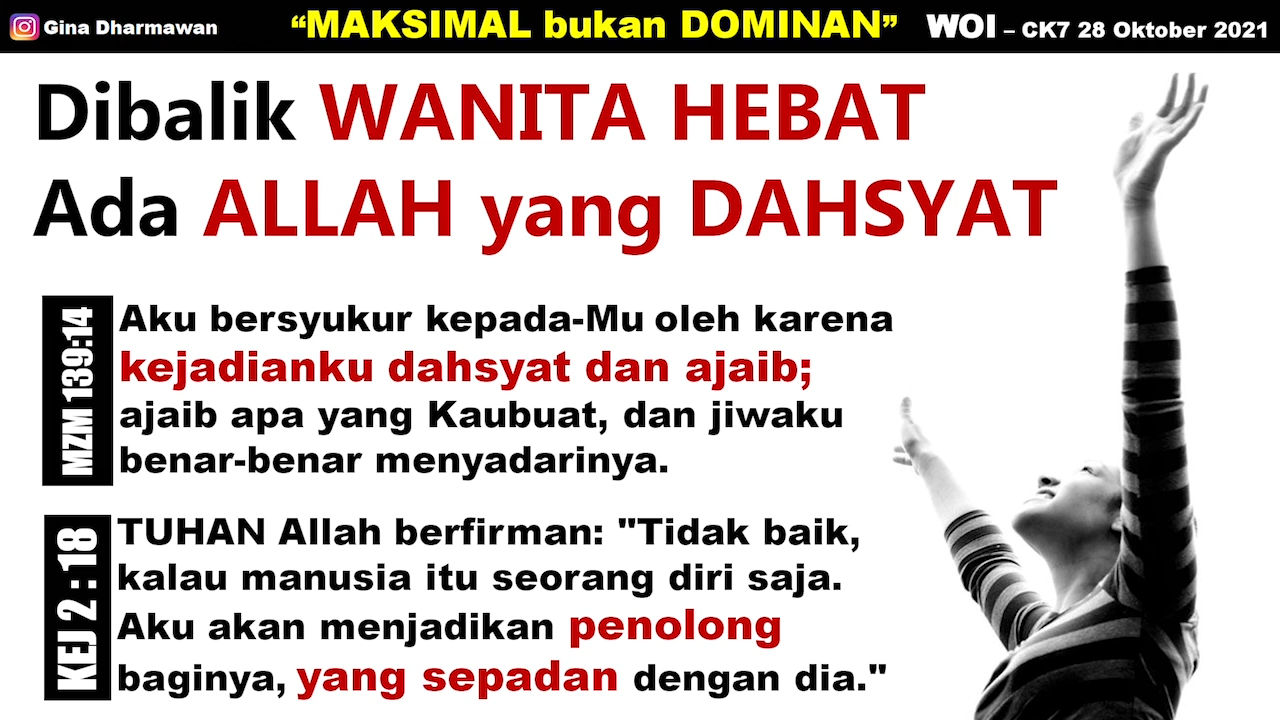 Gina Dharmawan
“MAKSIMAL bukan DOMINAN”
WOI – CK7 28 Oktober 2021
Dibalik WANITA HEBAT
Ada ALLAH yang DAHSYAT
MZM 139:14
Aku bersyukur kepada-Mu oleh karena
kejadianku dahsyat dan ajaib;
ajaib apa yang Kaubuat, dan jiwaku
benar-benar menyadarinya.
KEJ 2 : 18
TUHAN Allah berfirman: "Tidak baik,
kalau manusia itu seorang diri saja.
Aku akan menjadikan penolong
baginya, yang sepadan dengan dia."